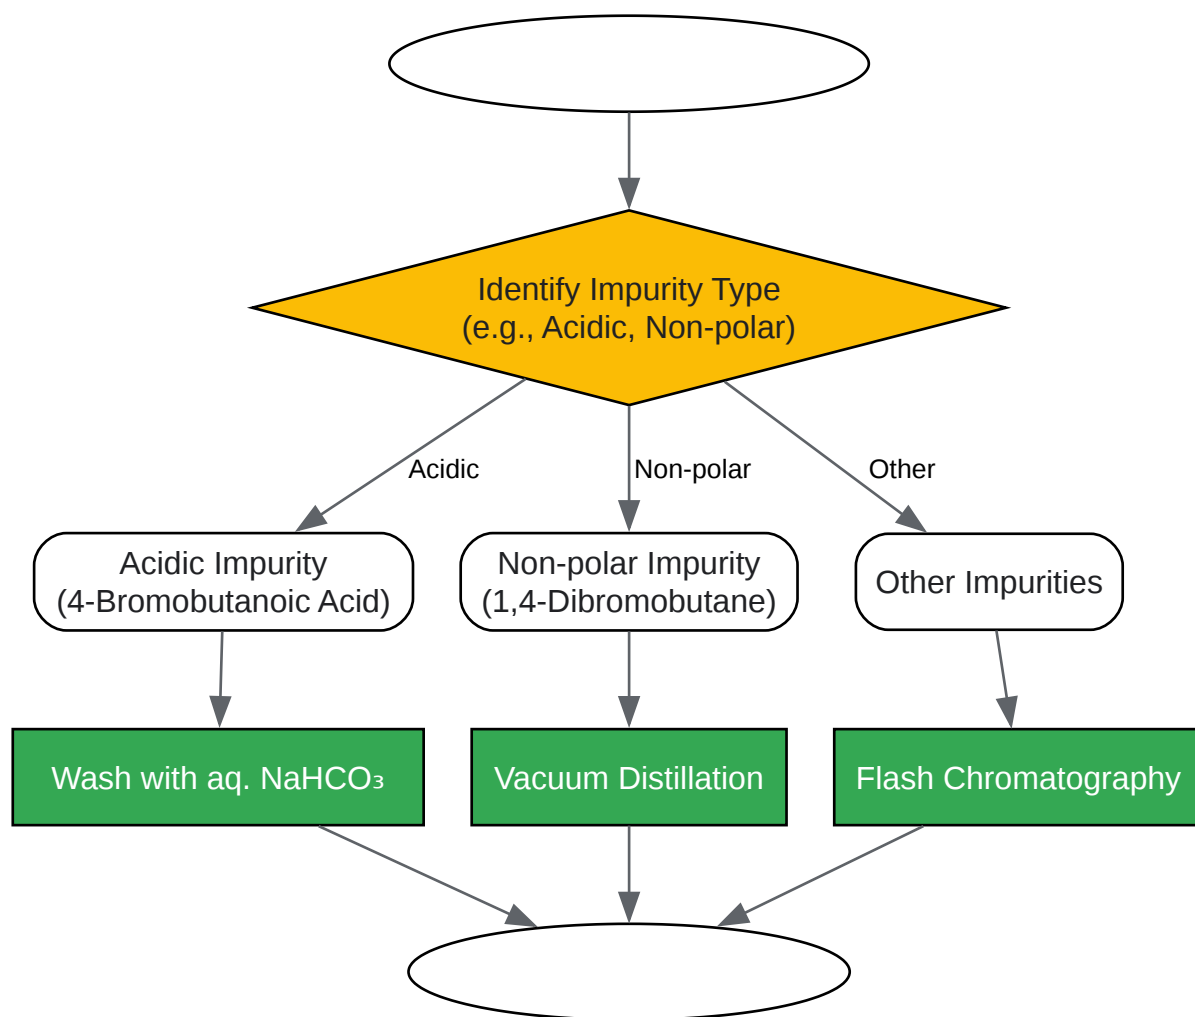 Identify Impurity Type
(e.g., Acidic, Non-polar)
Acidic
Non-polar
Other
Acidic Impurity
(4-Bromobutanoic Acid)
Non-polar Impurity
(1,4-Dibromobutane)
Other Impurities
Wash with aq. NaHCO₃
Vacuum Distillation
Flash Chromatography